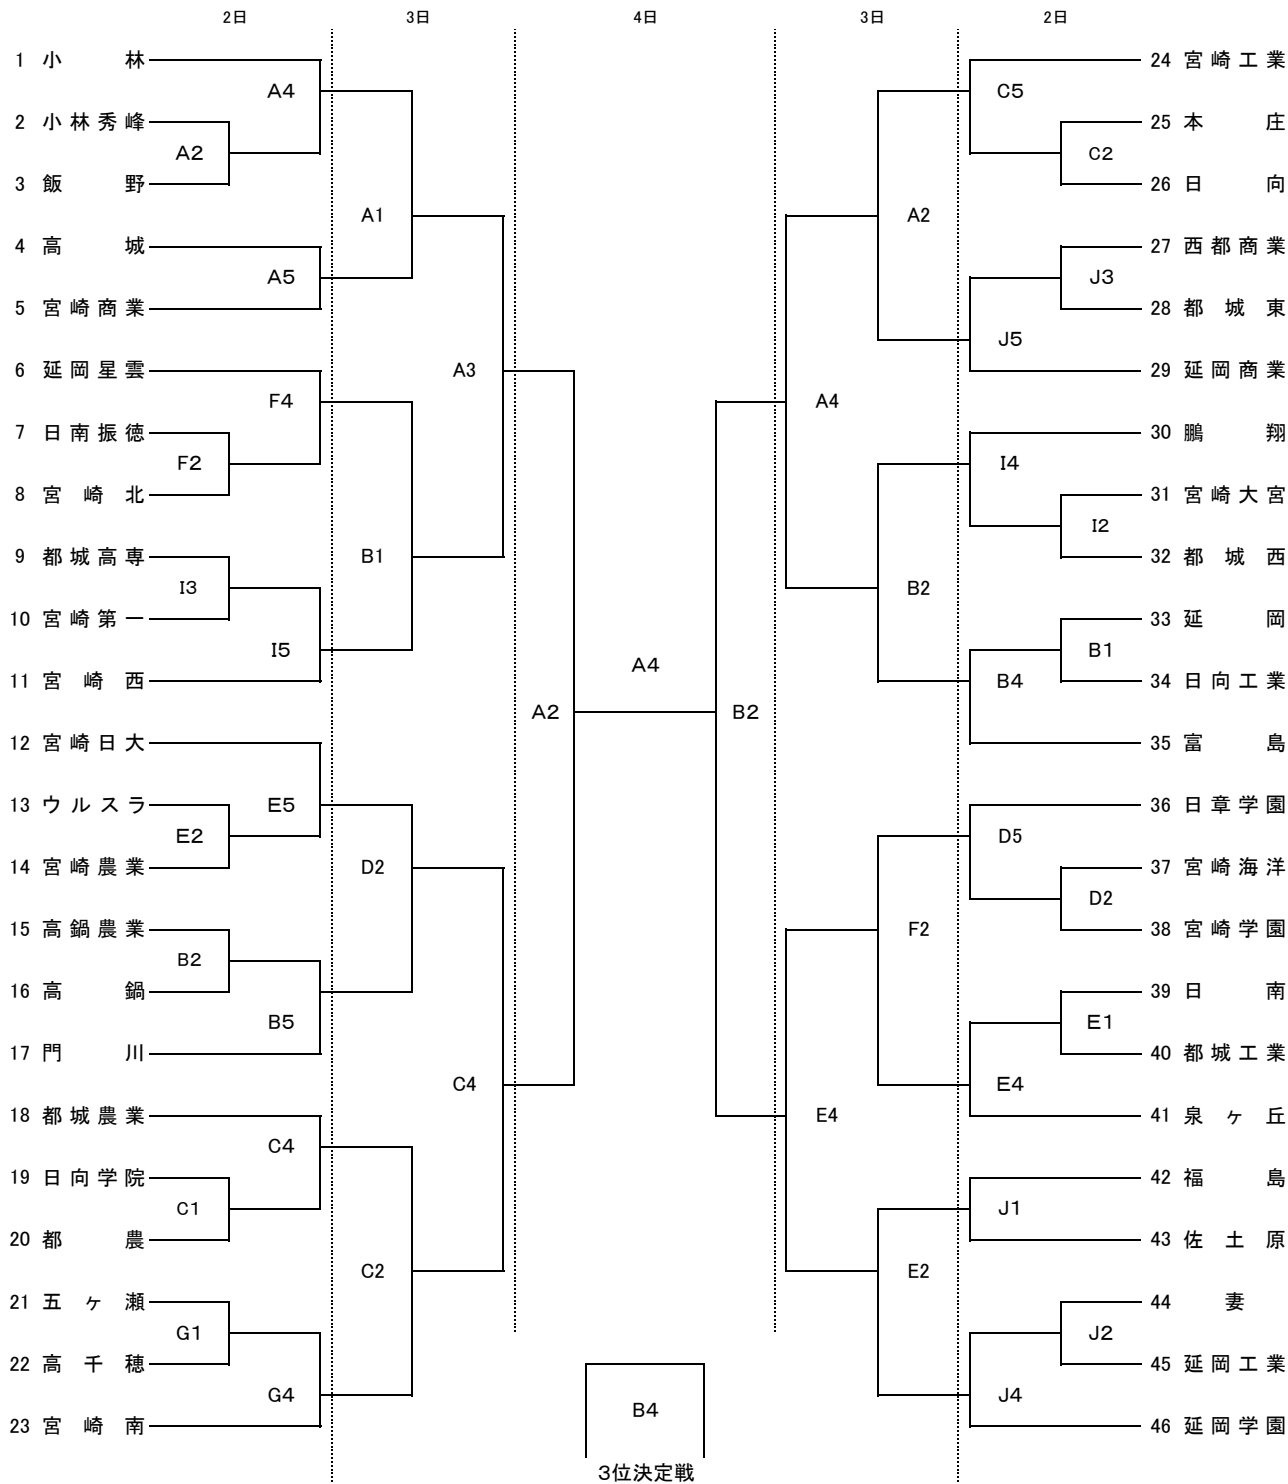 2日 3日 4日 3日 2日
1 小林 24 宮崎工業
A4 C5
2 小林秀峰 25 本庄
A2 C2
3 飯野 26 日向
A1 A2
4 高城 27 西都商業
A5 J3
5 宮崎商業 28 都城東
J5
6 延岡星雲 A3 29 延岡商業
F4 A4
7 日南振徳 30 鵬翔
F2 I4
8 宮崎北 31 宮崎大宮
I2
9 都城高専 B1 32 都城西
I3 B2
10 宮崎第一 33 延岡
I5 A4 B1
11 宮崎西 B4 34 日向工業
A2 B2
12 宮崎日大 35 富島
13 ウルスラ E5 36 日章学園
E2 D5
14 宮崎農業 D2 37 宮崎海洋
D2
15 高鍋農業 F2 38 宮崎学園
B2
16 高鍋 39 日南
B5 E1
17 門川 40 都城工業
C4 E4
18 都城農業 E4 41 泉ヶ丘
C4
19 日向学院 42 福島
C1 J1
20 都農 43 佐土原
C2 E2
21 五ヶ瀬 44 妻
G1 J2
22 高千穂 45 延岡工業
G4 B4 J4
23 宮崎南 46 延岡学園
3位決定戦